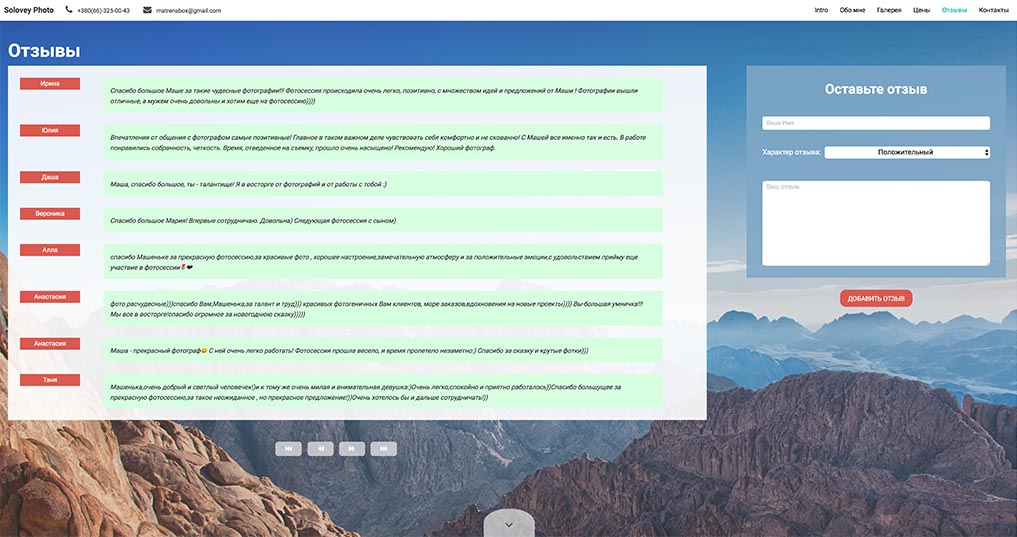 Solovey Photo +380(66)-325-00-43 matrenabox@gmail.com Intro Обо мне Галерея Цены Отзывы Контакты
Отзывы
Ирина
Спасибо большое Маше за такие чудесные фотографии!!! Фотосессия происходила очень легко, позитивно, с множеством идей и предложений от Маши ! Фотографии вышли
отличные, а мужем очень довольны и хотим еще на фотосессию))))
Юлия
Впечатления от общения с фотографом самые позитивные! Главное в таком важном деле чувствовать себя комфортно и не скованно! С Машей все именно так и есть. В работе
понравились собранность, четкость. Время, отведенное на съемку, прошло очень насыщено! Рекомендую! Хороший фотограф.
Даша
Маша, спасибо большое, ты - талантище! Я в восторге от фотографий и от работы с тобой :)
Вероника
Спасибо большое Мария! Впервые сотрудничаю. Довольна) Следующая фотосессия с сыном)
Алла
спасибо Машеньке за прекрасную фотосессию,за красивые фото , хорошее настроение,замечательную атмосферу и за положительные эмоции,с удовольствием прийму еще
участвие в фотосессии🌷❤
Анастасия
фото расчудесные)))спасибо Вам,Машенька,за талант и труд))) красивых фотогеничных Вам клиентов, море заказов,вдохновения на новые проекты)))) Вы-большая умничка!!!
Мы все в восторге!спасибо огромное за новогоднюю сказку)))))
Анастасия
Маша - прекрасный фотограф😄 С ней очень легко работать! Фотосессия прошла весело, и время пролетело незаметно:) Спасибо за сказку и крутые фотки)))
Таня
Машенька,очень добрый и светлый человечек!)и к тому же очень милая и внимательная девушка:)Очень легко,спокойно и приятно работалось))Спасибо большущее за
прекрасную фотосессию,за такое неожиданное , но прекрасное предложение!))Очень хотелось бы и дальше сотрудничать!))
Оставьте отзыв
Ваше Имя
Характер отзыва: Положительный
Ваш отзыв
ДОБАВИТЬ ОТЗЫВ